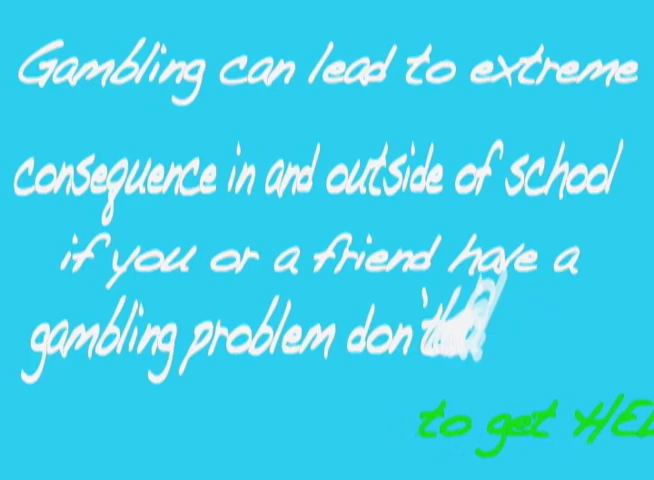 Gambling can lead to extreme
consequence in and outside of school
if you or a friend have a
gambling problem don't
to get HEL